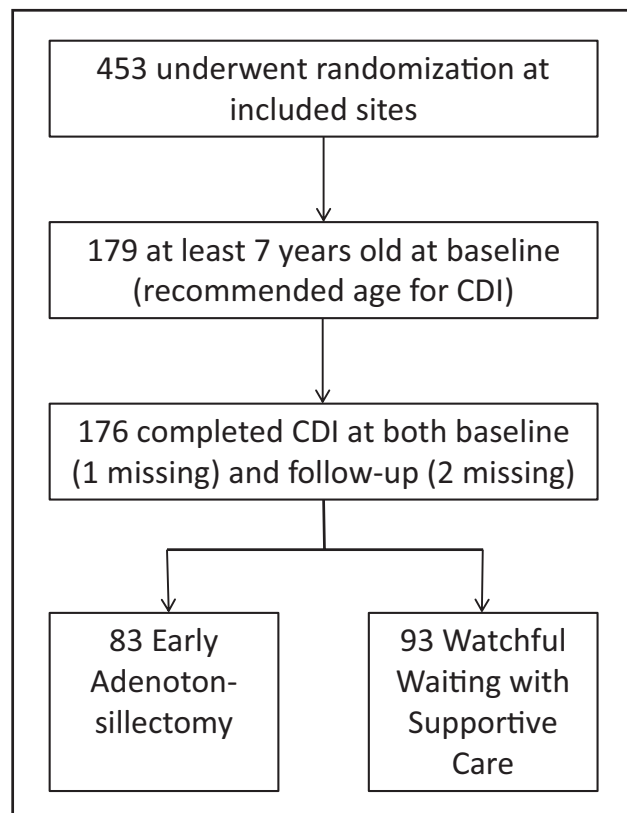 453 underwent randomization at
included sites
179 at least 7 years old at baseline
(recommended age for CDI)
176 completed CDI at both baseline
(1 missing) and follow-up (2 missing)
83 Early
Adenoton-
sillectomy
93 Watchful
Waiting with
Supportive
Care